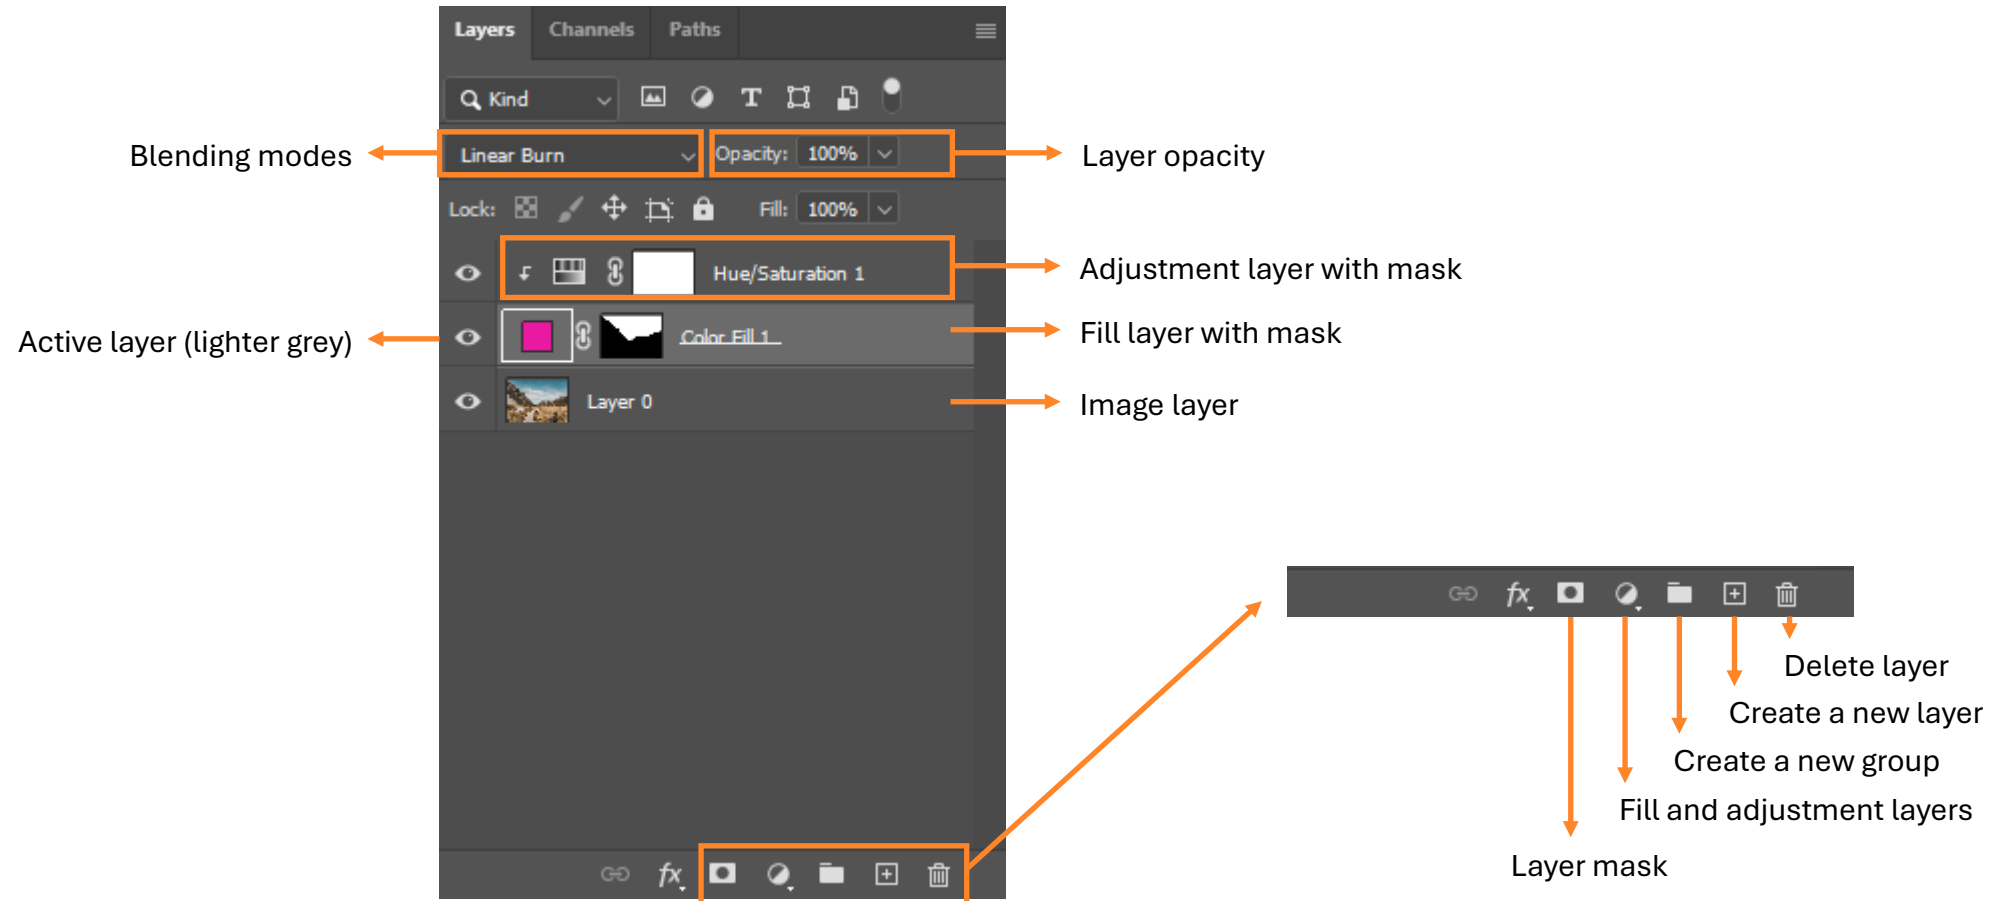 Layers Channels Paths
Kind T
Blending modes Linear Burn Opacity: 100% Layer opacity
Lock: Fill: 100%
Hue/Saturation 1 Adjustment layer with mask
Active layer (lighter grey) Color Fill 1 Fill layer with mask
Layer 0 Image layer
fx
Delete layer
Create a new layer
Create a new group
Fill and adjustment layers
Layer mask
fx